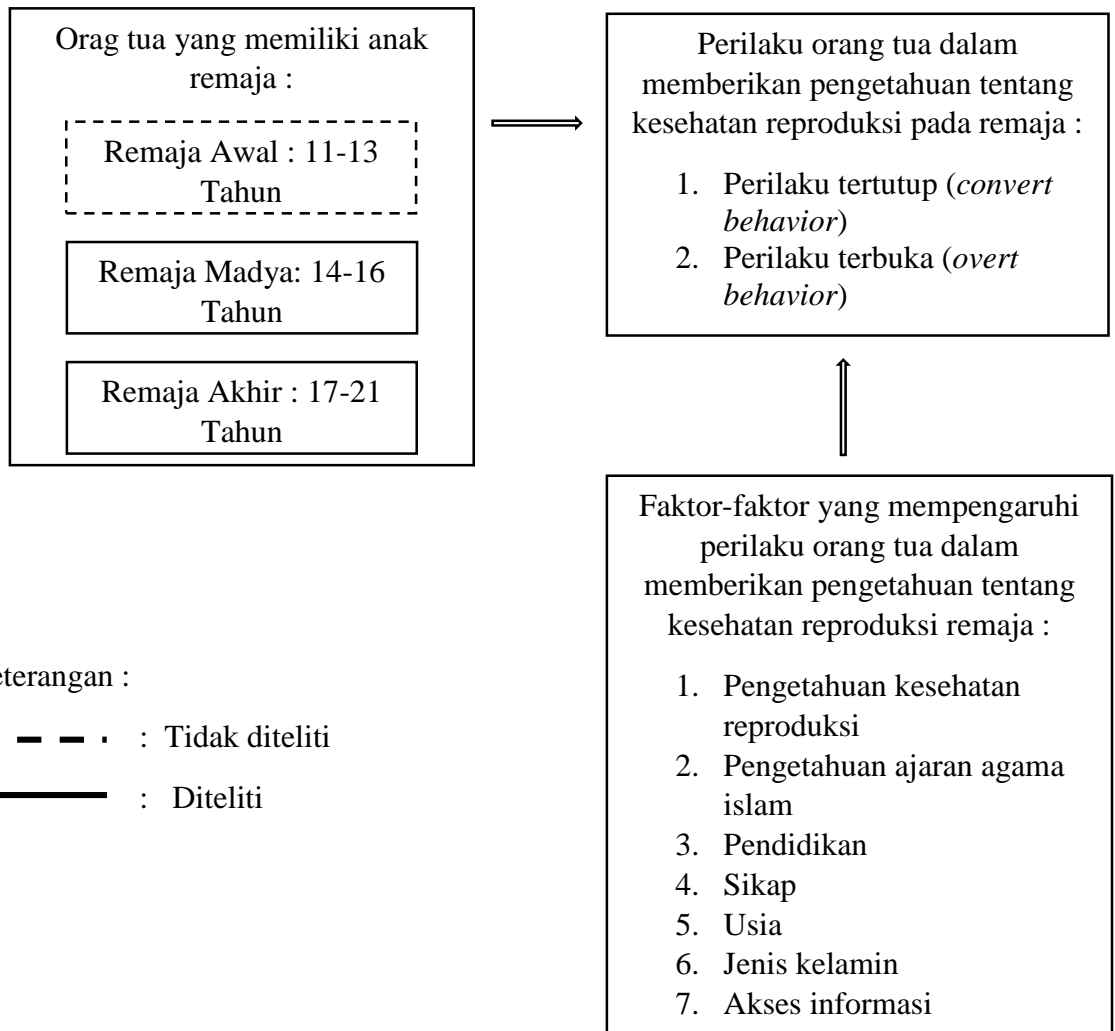 Orag tua yang memiliki anak
remaja :
Remaja Awal : 11-13
Tahun
Remaja Madya: 14-16
Tahun
Remaja Akhir : 17-21
Tahun
Perilaku orang tua dalam
memberikan pengetahuan tentang
kesehatan reproduksi pada remaja :
1. Perilaku tertutup (convert
behavior)
2. Perilaku terbuka (overt
behavior)
Faktor-faktor yang mempengaruhi
perilaku orang tua dalam
memberikan pengetahuan tentang
kesehatan reproduksi remaja :
1. Pengetahuan kesehatan
reproduksi
2. Pengetahuan ajaran agama
islam
3. Pendidikan
4. Sikap
5. Usia
6. Jenis kelamin
7. Akses informasi
eterangan :
: Tidak diteliti
: Diteliti